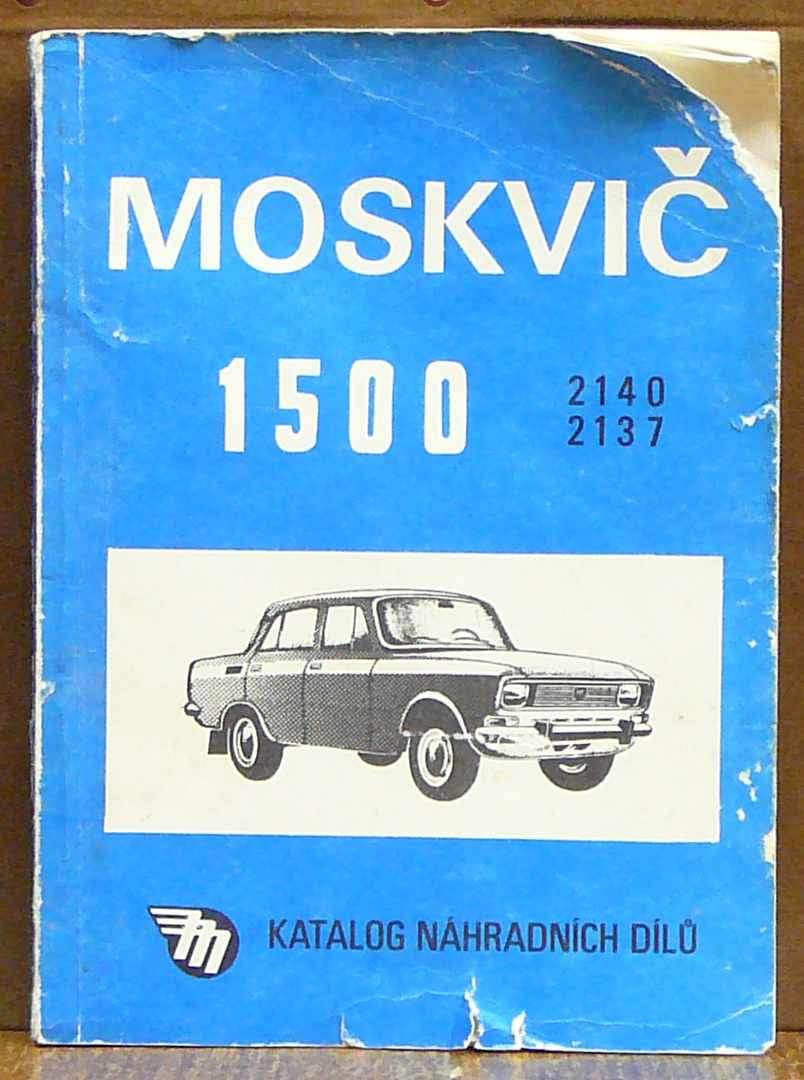 MOSKVIČ
1500
2140
2137
KATALOG NÁHRADNÍCH DÍLŮ